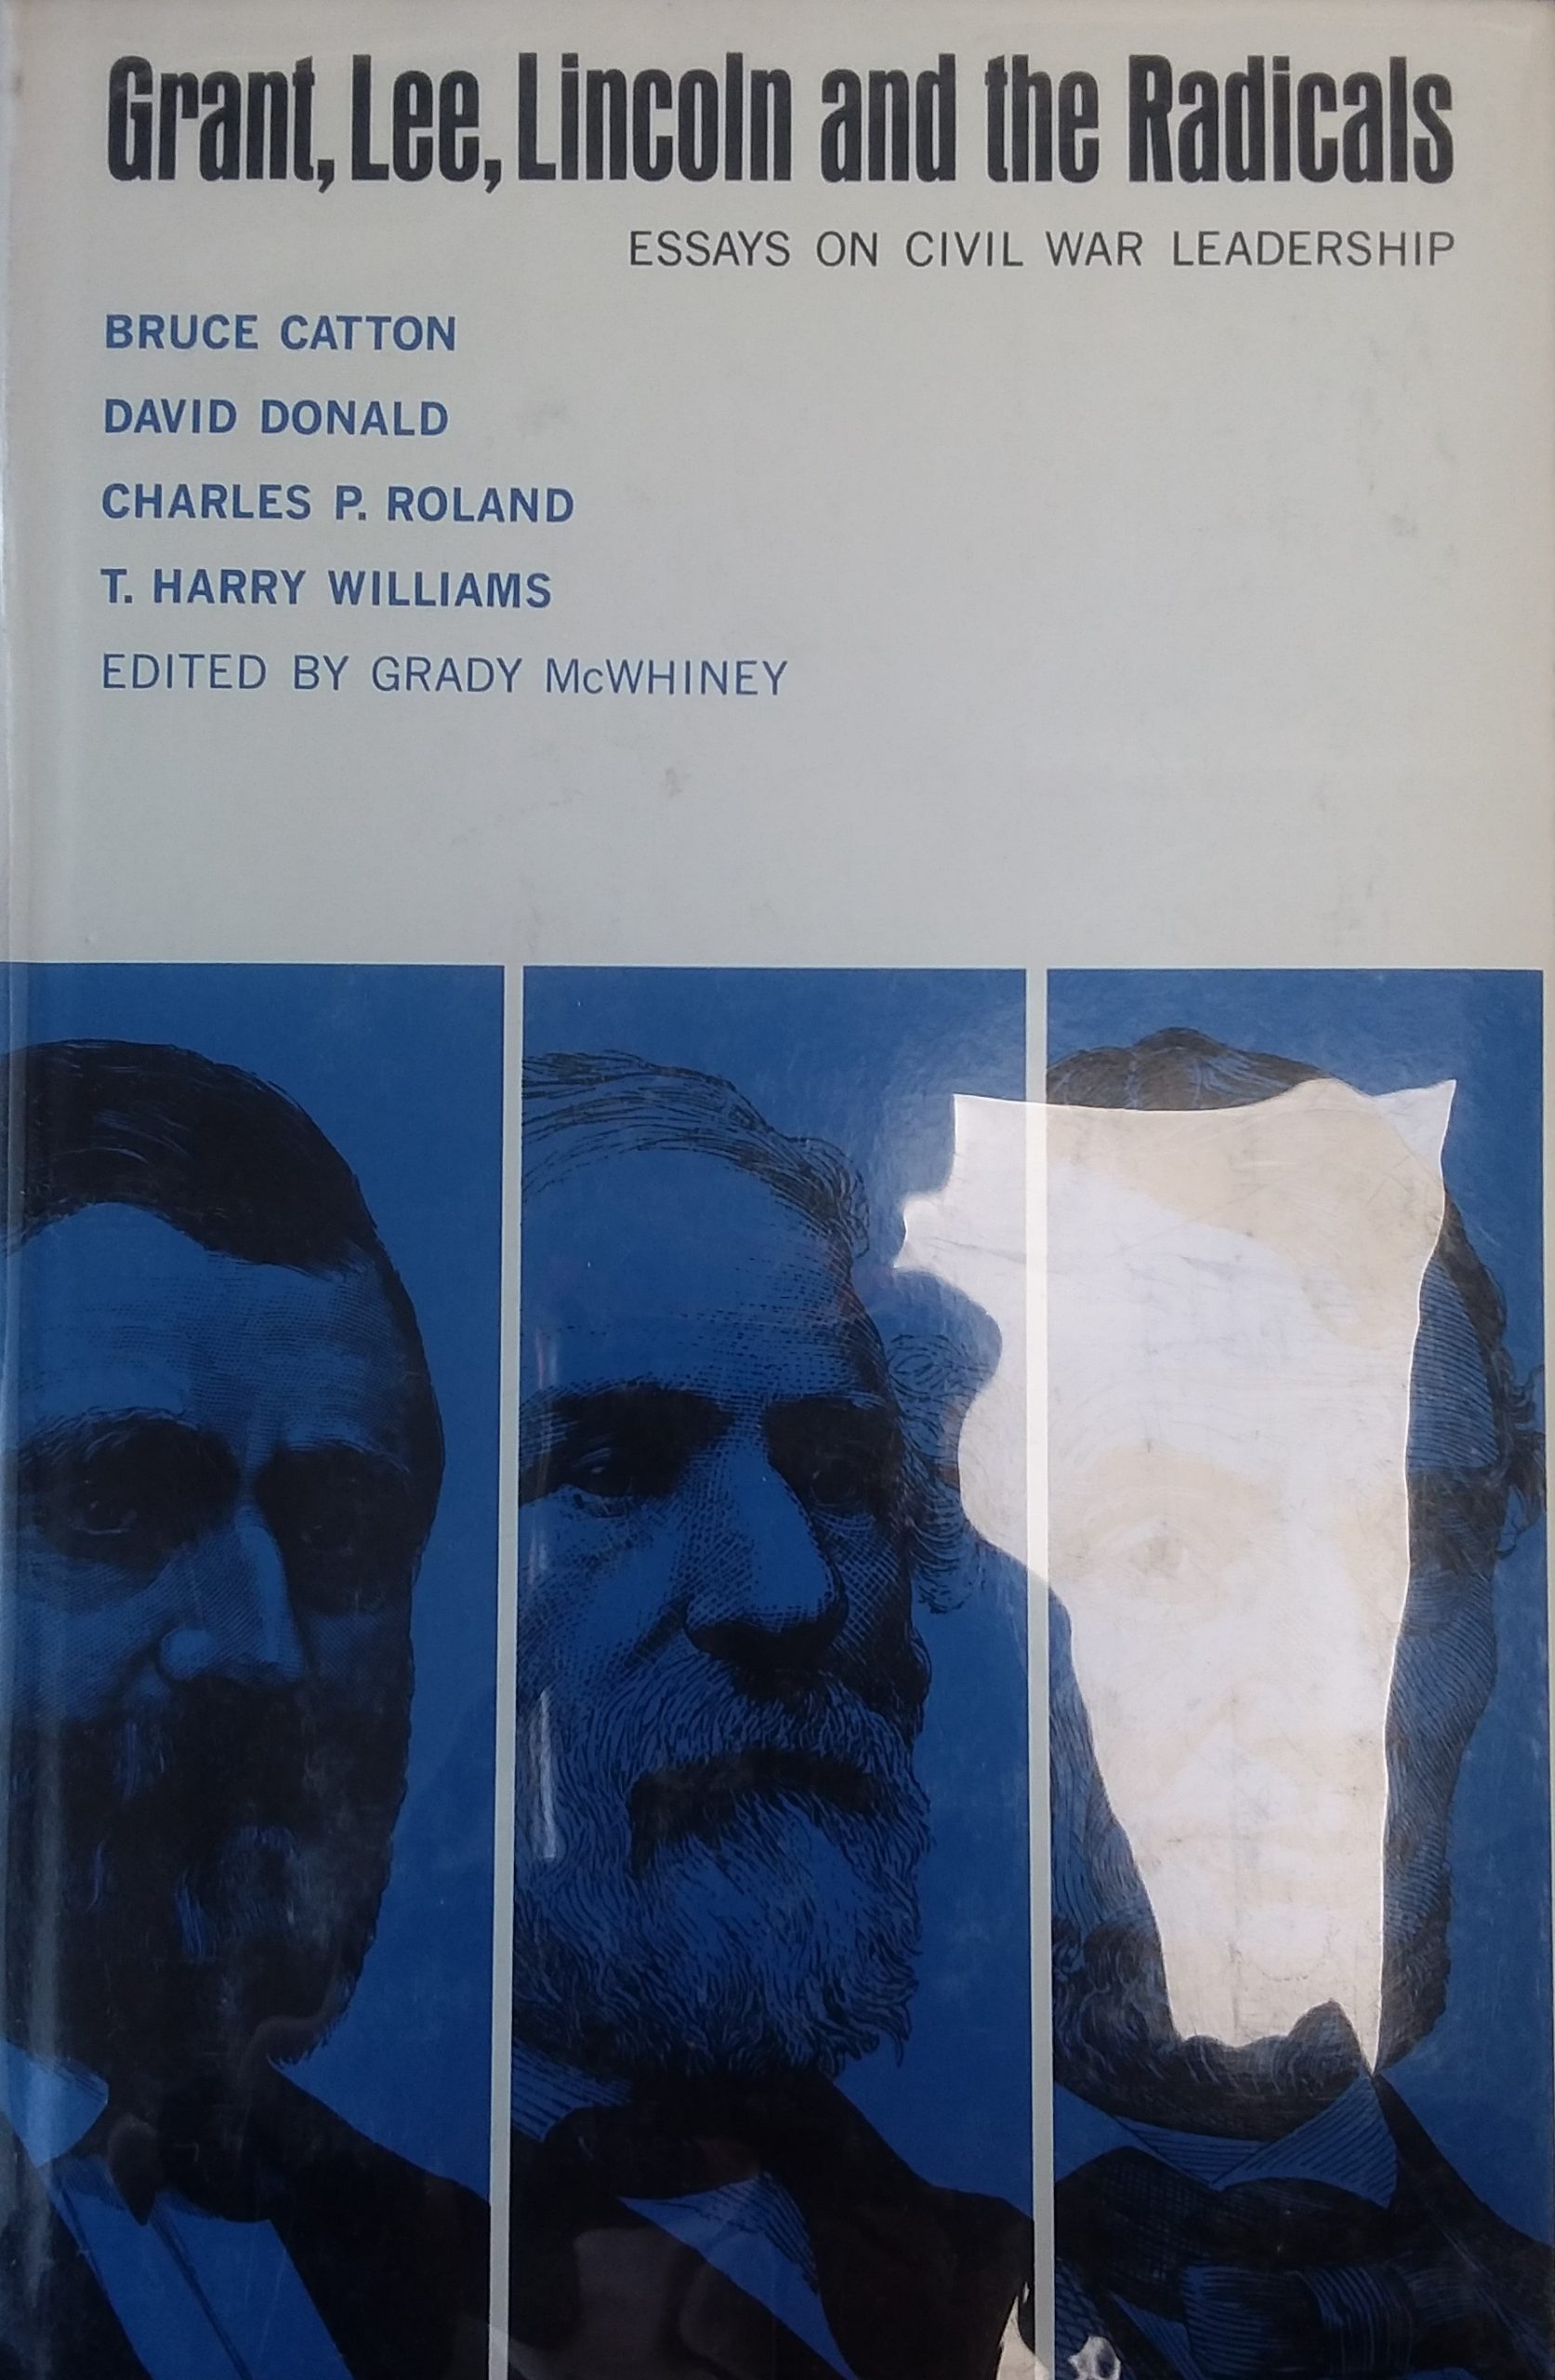 Grant, Lee, Lincoln and the Radicals
ESSAYS ON CIVIL WAR LEADERSHIP
BRUCE CATTON
DAVID DONALD
CHARLES P. ROLAND
T. HARRY WILLIAMS
EDITED BY GRADY McWHINEY